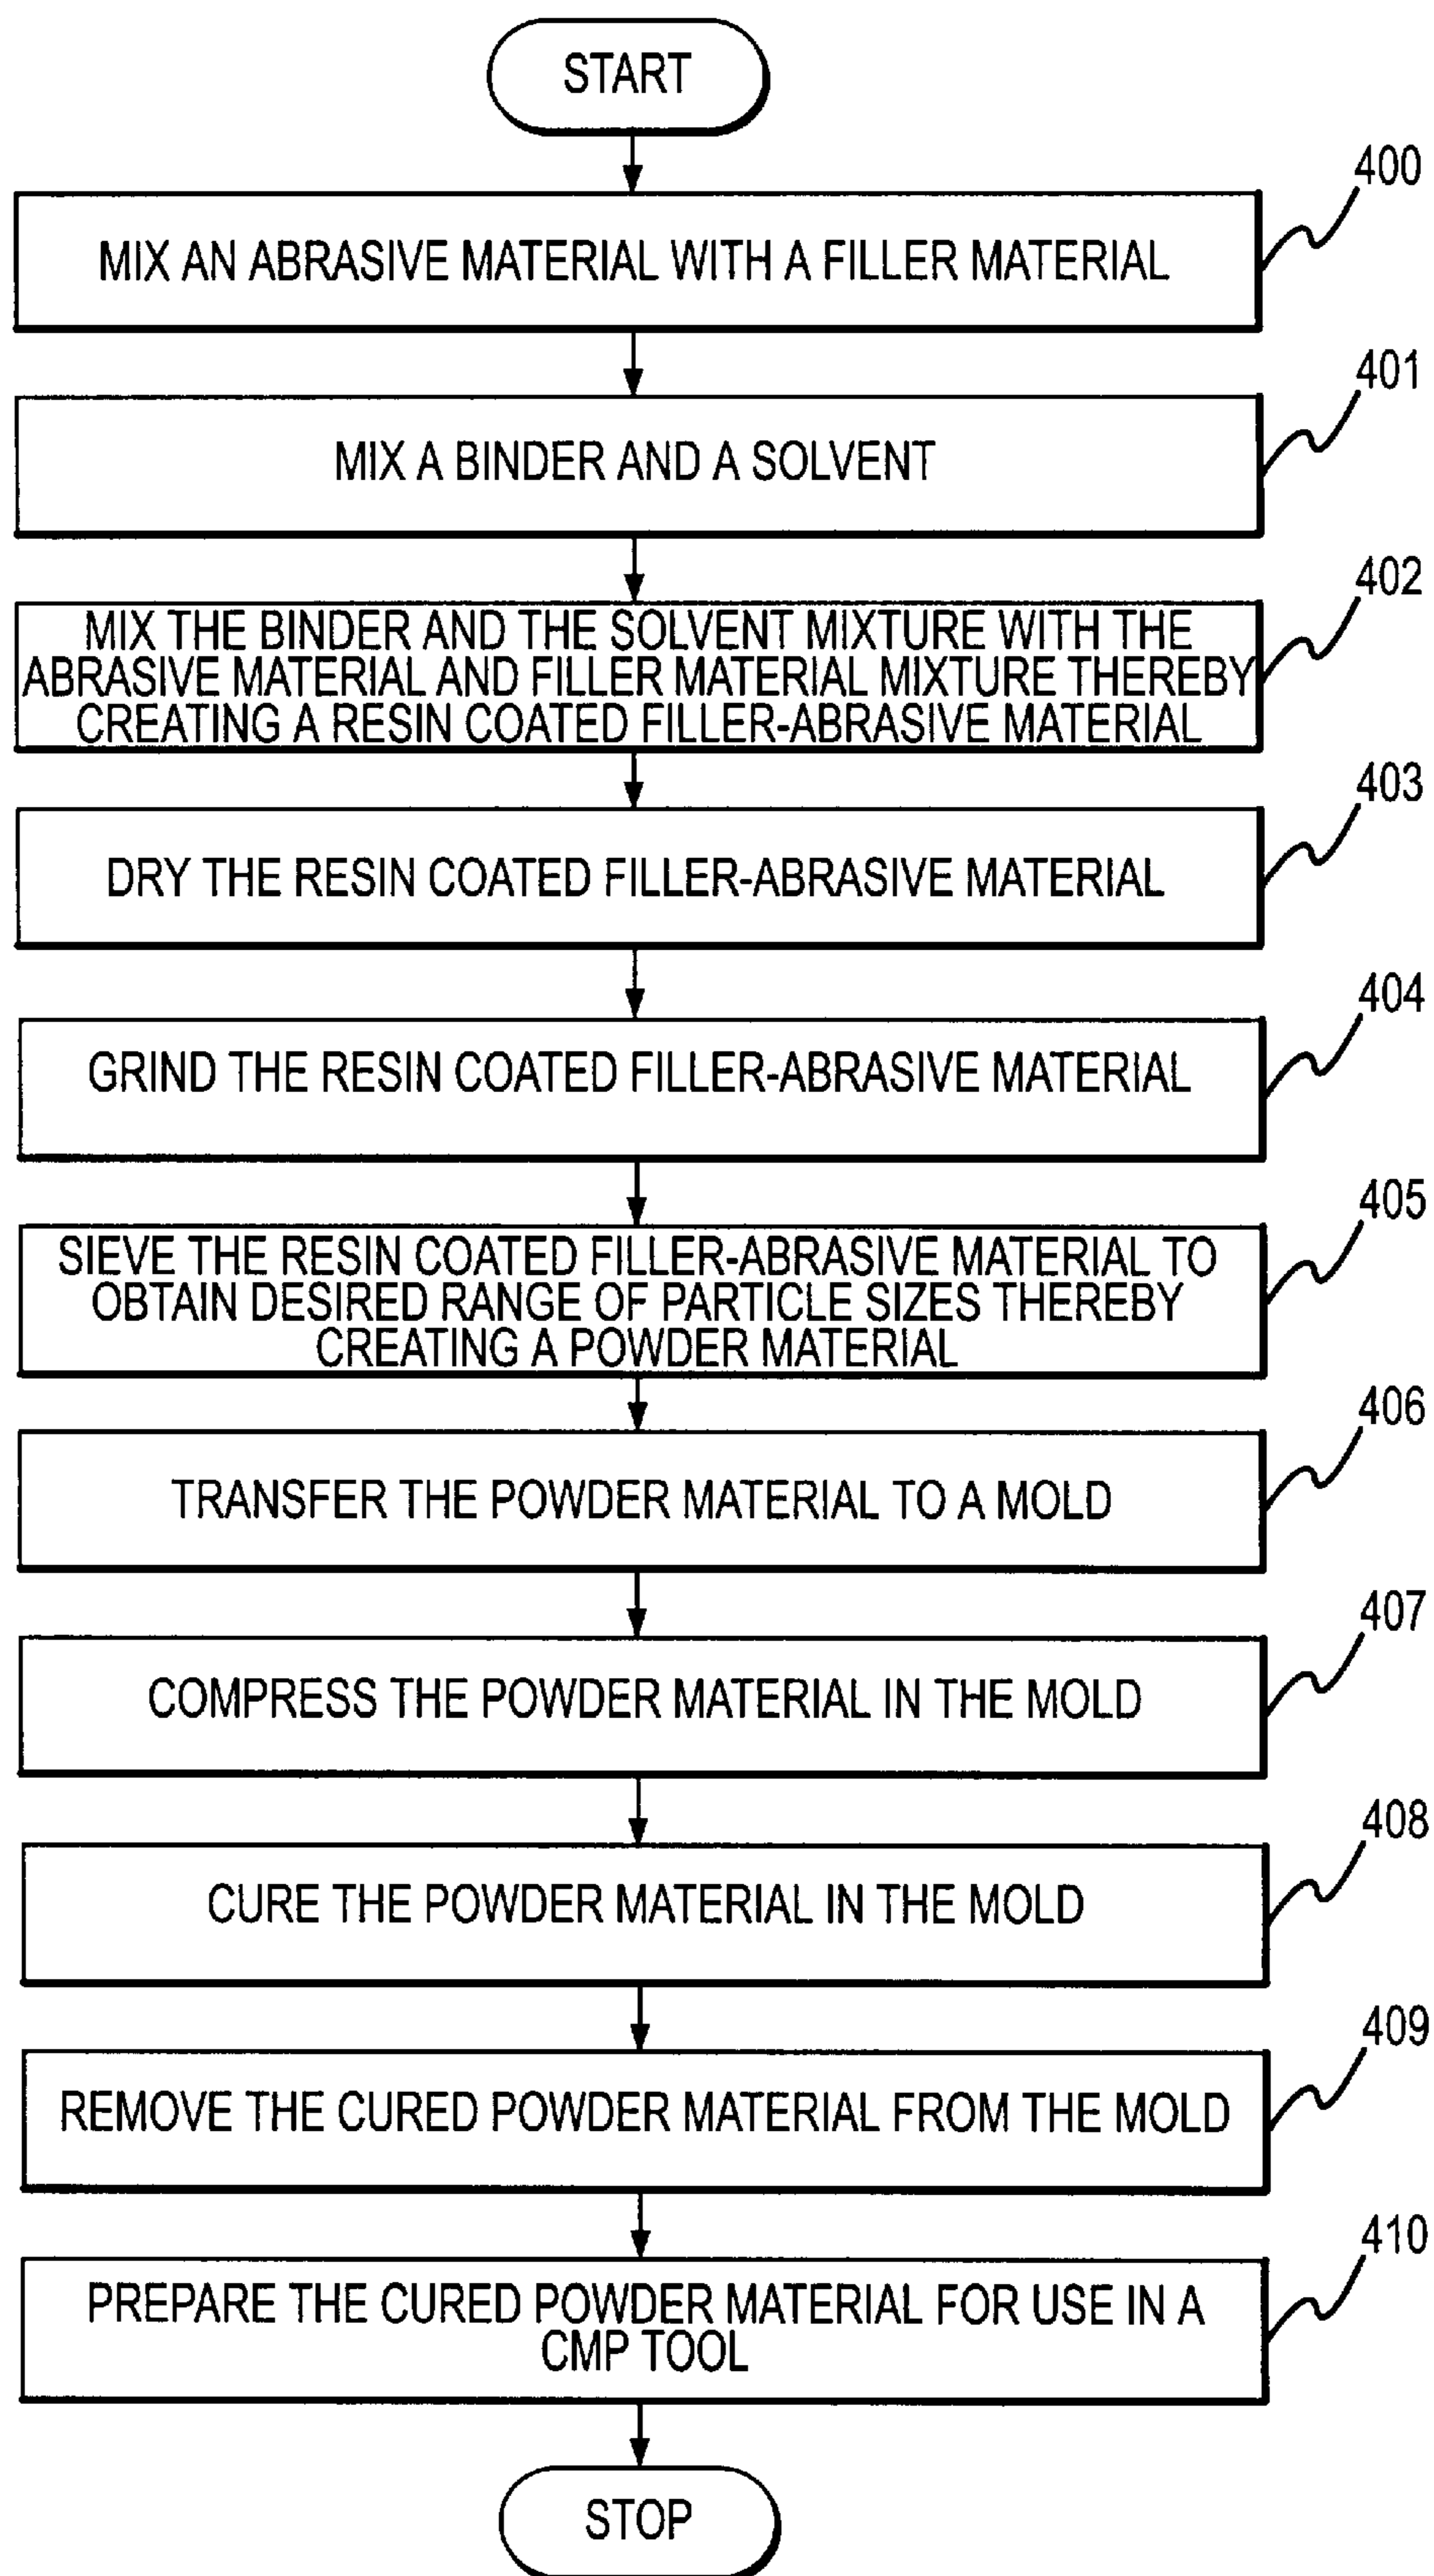 START
400
MIX AN ABRASIVE MATERIAL WITH A FILLER MATERIAL
401
MIX A BINDER AND A SOLVENT
402
MIX THE BINDER AND THE SOLVENT MIXTURE WITH THE
ABRASIVE MATERIAL AND FILLER MATERIAL MIXTURE THEREBY
CREATING A RESIN COATED FILLER-ABRASIVE MATERIAL
403
DRY THE RESIN COATED FILLER-ABRASIVE MATERIAL
404
GRIND THE RESIN COATED FILLER-ABRASIVE MATERIAL
405
SIEVE THE RESIN COATED FILLER-ABRASIVE MATERIAL TO
OBTAIN DESIRED RANGE OF PARTICLE SIZES THEREBY
CREATING A POWDER MATERIAL
406
TRANSFER THE POWDER MATERIAL TO A MOLD
407
COMPRESS THE POWDER MATERIAL IN THE MOLD
408
CURE THE POWDER MATERIAL IN THE MOLD
409
REMOVE THE CURED POWDER MATERIAL FROM THE MOLD
410
PREPARE THE CURED POWDER MATERIAL FOR USE IN A
CMP TOOL
STOP